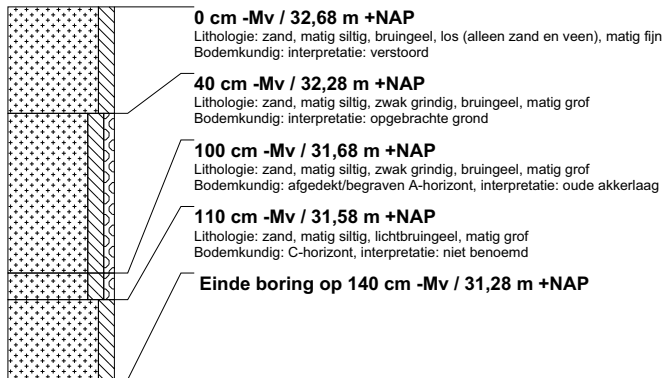 0 cm -Mv / 32,68 m +NAP
Lithologie: zand, matig siltig, bruingeel, los (alleen zand en veen), matig fijn
Bodemkundig: interpretatie: verstoord
40 cm -Mv / 32,28 m +NAP
Lithologie: zand, matig siltig, zwak grindig, bruingeel, matig grof
Bodemkundig: interpretatie: opgebrachte grond
100 cm -Mv / 31,68 m +NAP
Lithologie: zand, matig siltig, zwak grindig, bruingeel, matig grof
Bodemkundig: afgedekt/begraven A-horizont, interpretatie: oude akkerlaag
110 cm -Mv / 31,58 m +NAP
Lithologie: zand, matig siltig, lichtbruingeel, matig grof
Bodemkundig: C-horizont, interpretatie: niet benoemd
Einde boring op 140 cm -Mv / 31,28 m +NAP